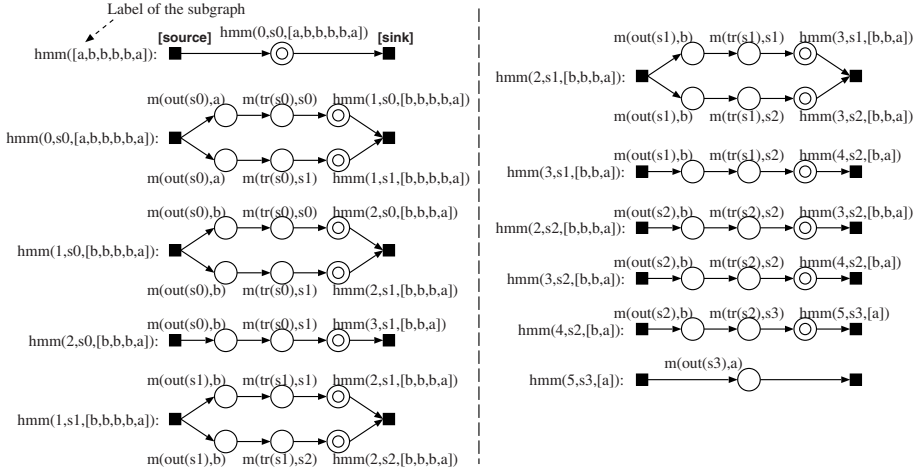 Label of the subgraph
[source] hmm(0,s0,[a,b,b,b,b,a]) [sink]
hmm([a,b,b,b,b,a]):
m(out(s0),a) m(tr(s0),s0) hmm(1,s0,[b,b,b,b,a])
hmm(0,s0,[a,b,b,b,b,a]):
m(out(s0),a) m(tr(s0),s1) hmm(1,s1,[b,b,b,b,a])
m(out(s0),b) m(tr(s0),s0) hmm(2,s0,[b,b,b,a])
hmm(1,s0,[b,b,b,b,a]):
m(out(s0),b) m(tr(s0),s1) hmm(2,s1,[b,b,b,a])
m(out(s0),b) m(tr(s0),s1) hmm(3,s1,[b,b,a])
hmm(2,s0,[b,b,b,a]):
m(out(s1),b) m(tr(s1),s1) hmm(2,s1,[b,b,b,a])
hmm(1,s1,[b,b,b,b,a]):
m(out(s1),b) m(tr(s1),s2) hmm(2,s2,[b,b,b,a])
m(out(s1),b) m(tr(s1),s1) hmm(3,s1,[b,b,a])
hmm(2,s1,[b,b,b,a]):
m(out(s1),b) m(tr(s1),s2) hmm(3,s2,[b,b,a])
m(out(s1),b) m(tr(s1),s2) hmm(4,s2,[b,a])
hmm(3,s1,[b,b,a]):
m(out(s2),b) m(tr(s2),s2) hmm(3,s2,[b,b,a])
hmm(2,s2,[b,b,b,a]):
m(out(s2),b) m(tr(s2),s2) hmm(4,s2,[b,a])
hmm(3,s2,[b,b,a]):
m(out(s2),b) m(tr(s2),s3) hmm(5,s3,[a])
hmm(4,s2,[b,a]):
m(out(s3),a)
hmm(5,s3,[a]):